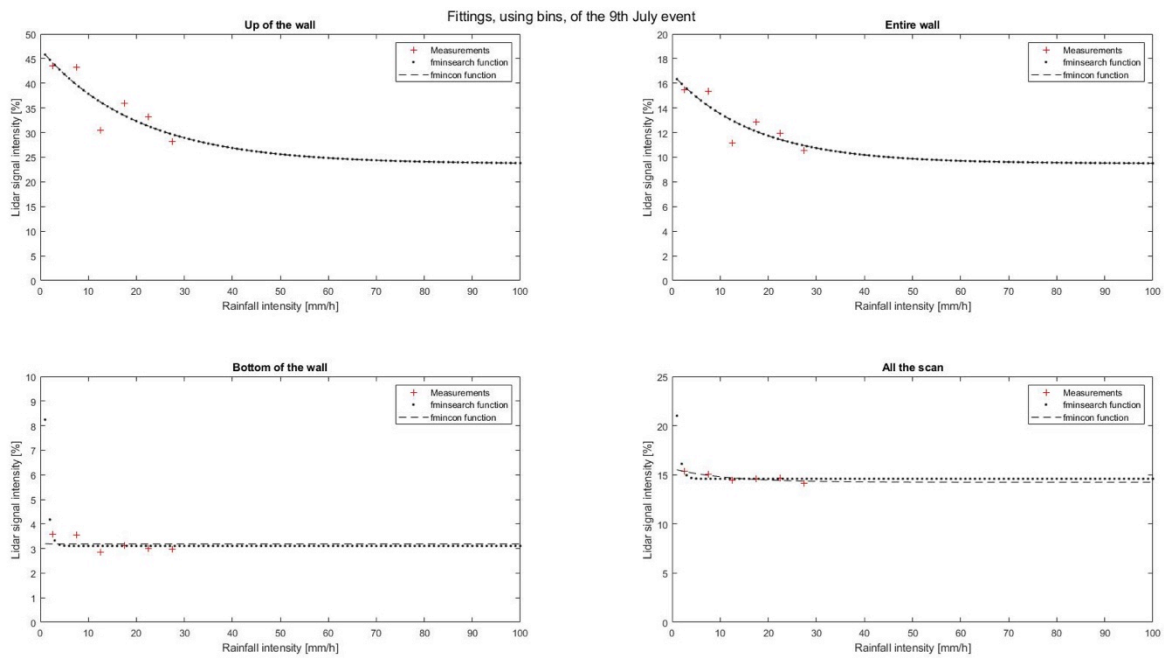 Fittings, using bins, of the 9th July event
Up of the wall
50
45
40
35
30
25
20
15
10
5
0
Lidar signal intensity [%]
Measurements
fminsearch function
fmincon function
0 10 20 30 40 50 60 70 80 90 100
Rainfall intensity [mm/h]
Entire wall
20
18
16
14
12
10
8
6
4
2
0
Lidar signal intensity [%]
Measurements
fminsearch function
fmincon function
0 10 20 30 40 50 60 70 80 90 100
Rainfall intensity [mm/h]
Bottom of the wall
10
9
8
7
6
5
4
3
2
1
0
Lidar signal intensity [%]
Measurements
fminsearch function
fmincon function
0 10 20 30 40 50 60 70 80 90 100
Rainfall intensity [mm/h]
All the scan
25
20
15
10
5
0
Lidar signal intensity [%]
Measurements
fminsearch function
fmincon function
0 10 20 30 40 50 60 70 80 90 100
Rainfall intensity [mm/h]